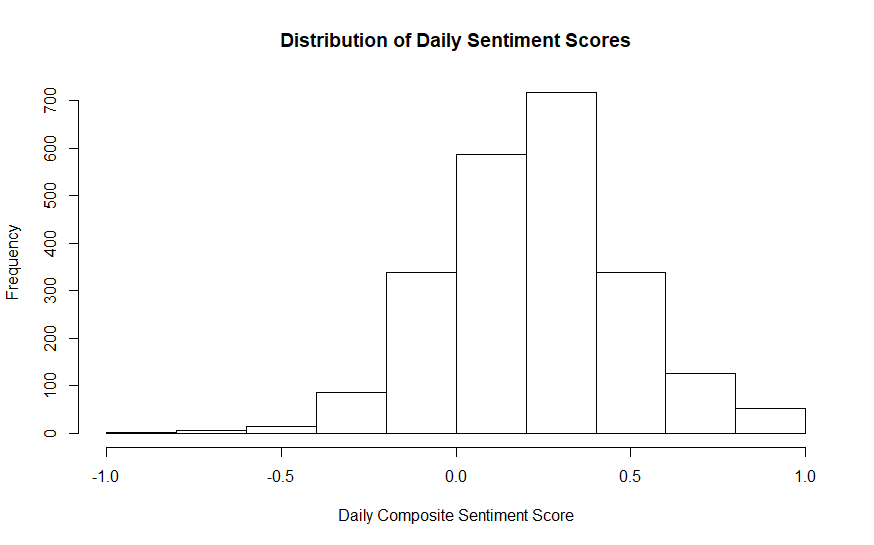 Distribution of Daily Sentiment Scores
Frequency
700
600
500
400
300
200
100
0
-1.0 -0.5 0.0 0.5 1.0
Daily Composite Sentiment Score